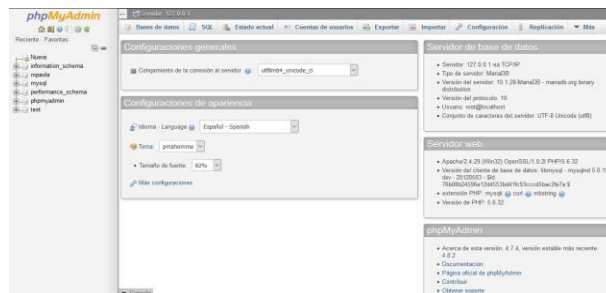 phpMyAdmin
Reciente Favoritas
Nueva
information_schema
mpaola
mysql
performance_schema
phpmyadmin
test
Servidor: 127.0.0.1
Bases de datos SQL Estado actual Cuentas de usuarios Exportar Importar Configuración Replicación Más
Configuraciones generales
Cotejamiento de la conexión al servidor utf8mb4_unicode_ci
Configuraciones de apariencia
Idioma - Language Español - Spanish
Tema: pmahomme
Tamaño de fuente: 82%
Más configuraciones
Servidor de base de datos
Servidor: 127.0.0.1 via TCP/IP
Tipo de servidor: MariaDB
Versión del servidor: 10.1.28-MariaDB - mariadb.org binary
distribution
Versión del protocolo: 10
Usuario: root@localhost
Conjunto de caracteres del servidor: UTF-8 Unicode (utf8)
Servidor web
Apache/2.4.29 (Win32) OpenSSL/1.0.2l PHP/5.6.32
Versión del cliente de base de datos: libmysql - mysqlnd 5.0.1
dev - 20120503 - $Id:
extensión PHP: mysqli curl mbstring
Versión de PHP: 5.6.32
phpMyAdmin
Acerca de esta versión: 4.7.4, versión estable más reciente:
4.8.2
Documentación
Página oficial de phpMyAdmin
Contribuir
Obtener soporte